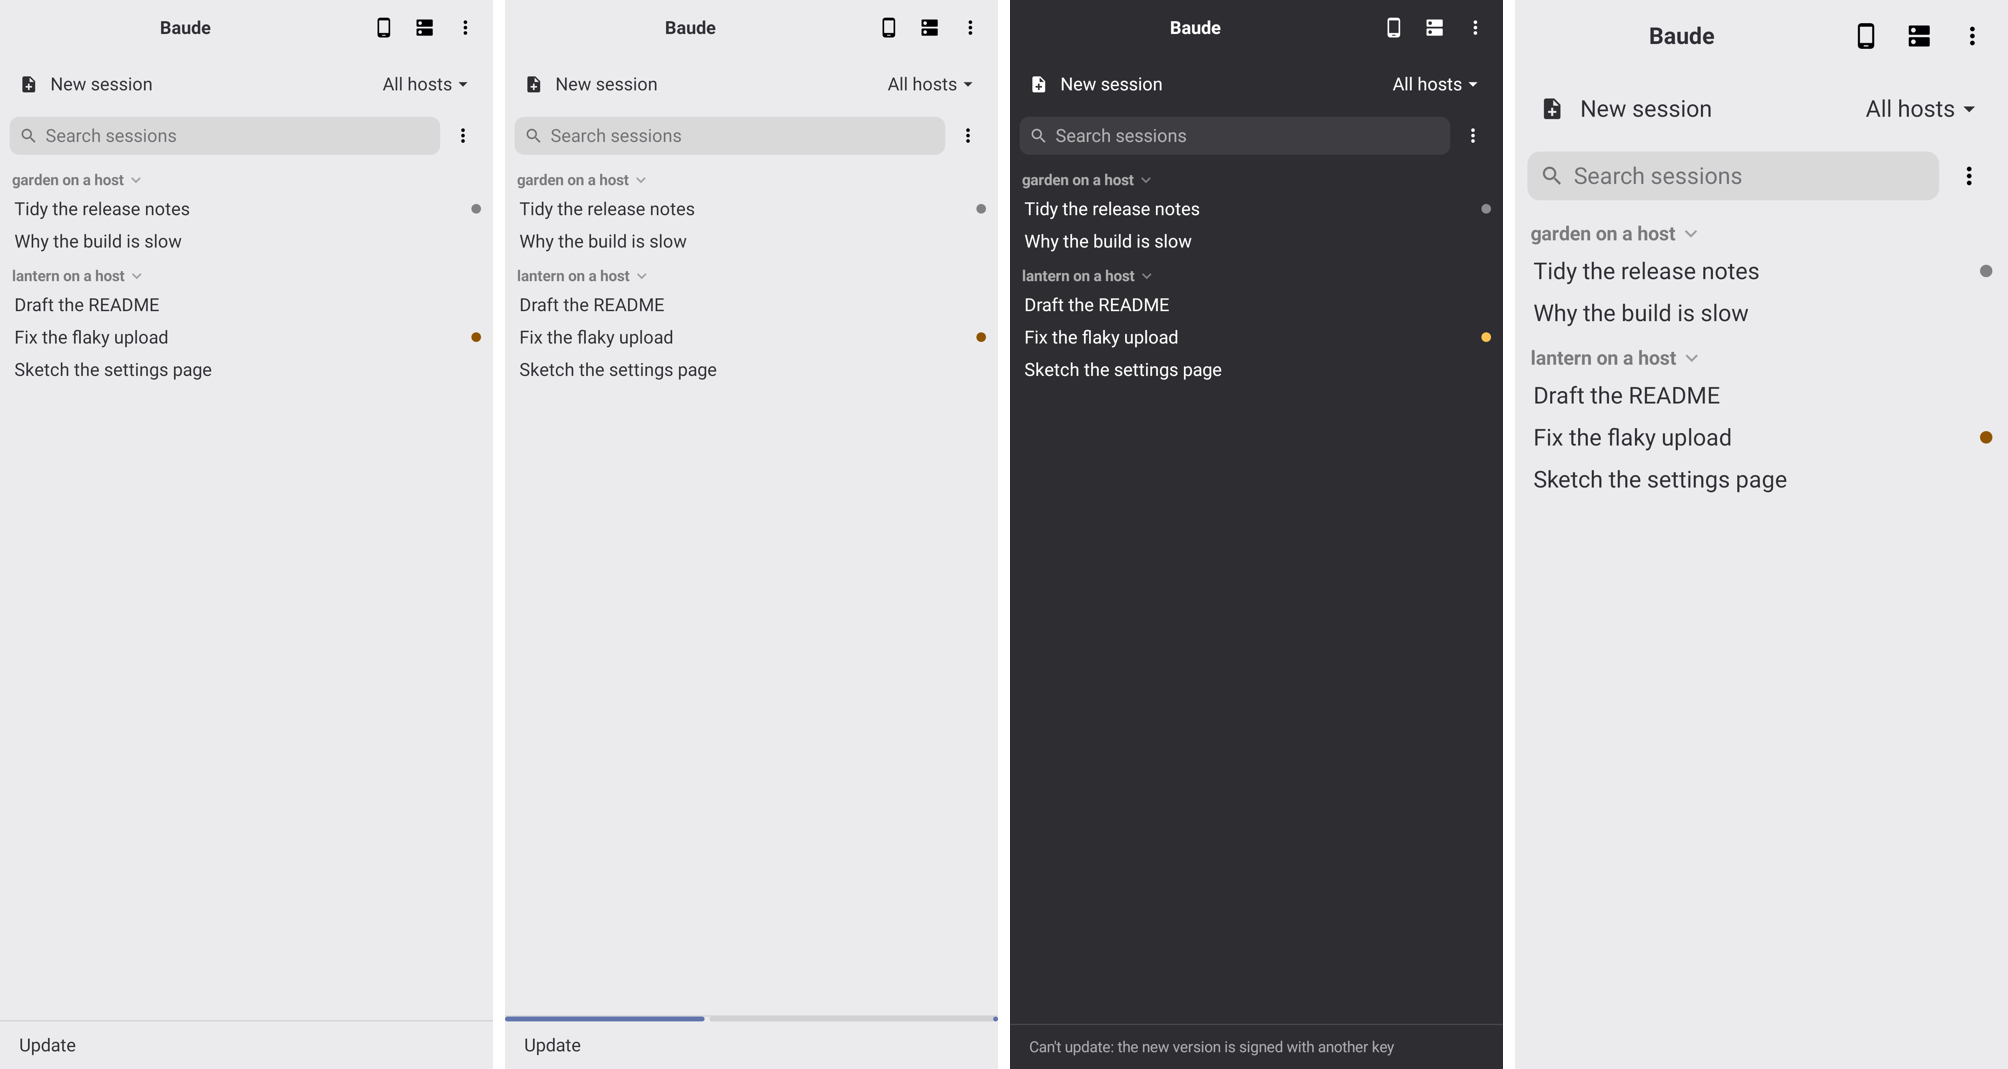 Baude
New session All hosts
Search sessions
garden on a host
Tidy the release notes
Why the build is slow
lantern on a host
Draft the README
Fix the flaky upload
Sketch the settings page
Update
Baude
New session All hosts
Search sessions
garden on a host
Tidy the release notes
Why the build is slow
lantern on a host
Draft the README
Fix the flaky upload
Sketch the settings page
Update
Baude
New session All hosts
Search sessions
garden on a host
Tidy the release notes
Why the build is slow
lantern on a host
Draft the README
Fix the flaky upload
Sketch the settings page
Can't update: the new version is signed with another key
Baude
New session All hosts
Search sessions
garden on a host
Tidy the release notes
Why the build is slow
lantern on a host
Draft the README
Fix the flaky upload
Sketch the settings page